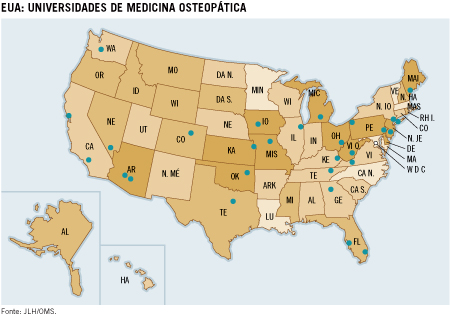 EUA: UNIVERSIDADES DE MEDICINA OSTEOPÁTICA
WA
OR
MO
ID
WI
DA N.
DA S.
NE
MIN
WI
MIC
MAI
VE
N. HA
MAS
N. IO
RH I.
CO
N. JE
DE
MA
W D C
PE
OH
VI O.
VI
IO
IL
IN
NE
UT
CO
KA
MIS
KE
CA
AR
N. MÉ
OK
ARK
TE
CA N.
CA S.
TE
LU
MI
AL
GE
FL
AL
HA
Fonte: JLH/OMS.